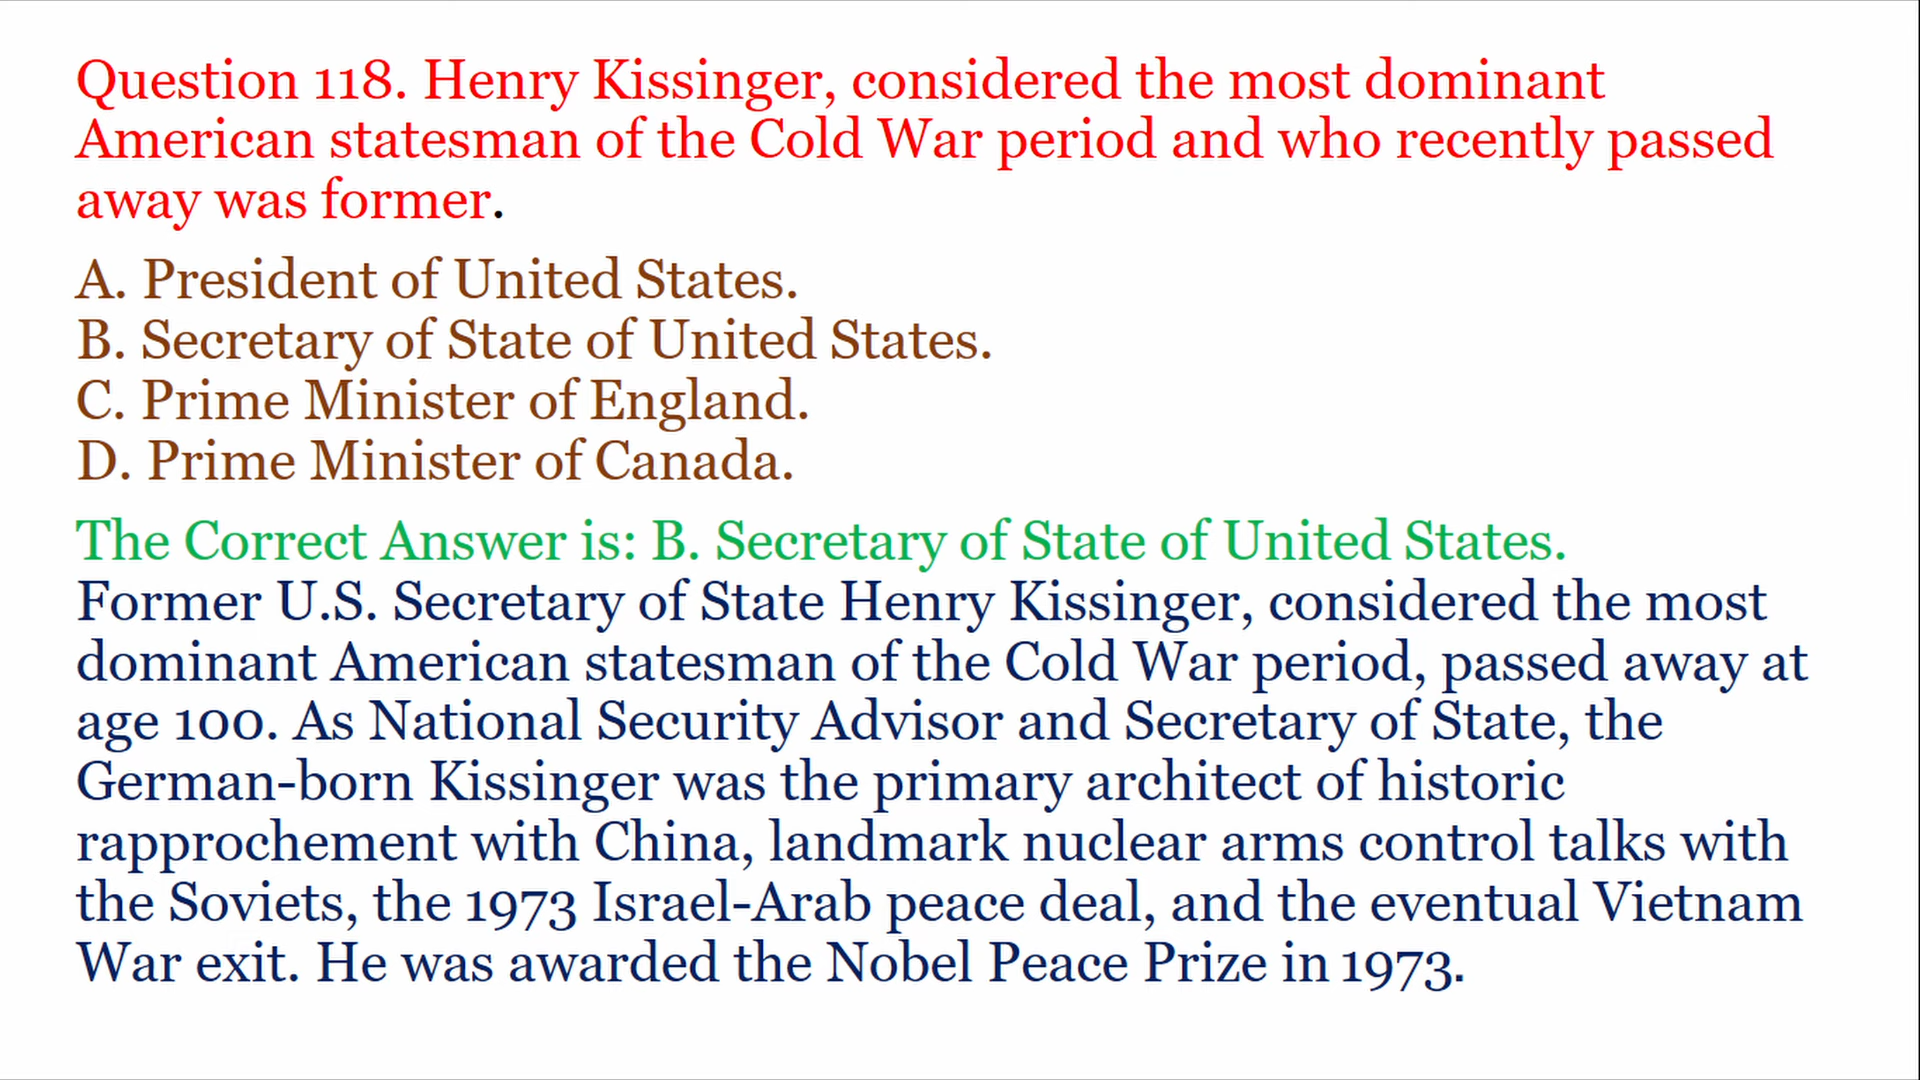 Question 118. Henry Kissinger, considered the most dominant
American statesman of the Cold War period and who recently passed
away was former.
A. President of United States.
B. Secretary of State of United States.
C. Prime Minister of England.
D. Prime Minister of Canada.
The Correct Answer is: B. Secretary of State of United States.
Former U.S. Secretary of State Henry Kissinger, considered the most
dominant American statesman of the Cold War period, passed away at
age 100. As National Security Advisor and Secretary of State, the
German-born Kissinger was the primary architect of historic
rapprochement with China, landmark nuclear arms control talks with
the Soviets, the 1973 Israel-Arab peace deal, and the eventual Vietnam
War exit. He was awarded the Nobel Peace Prize in 1973.